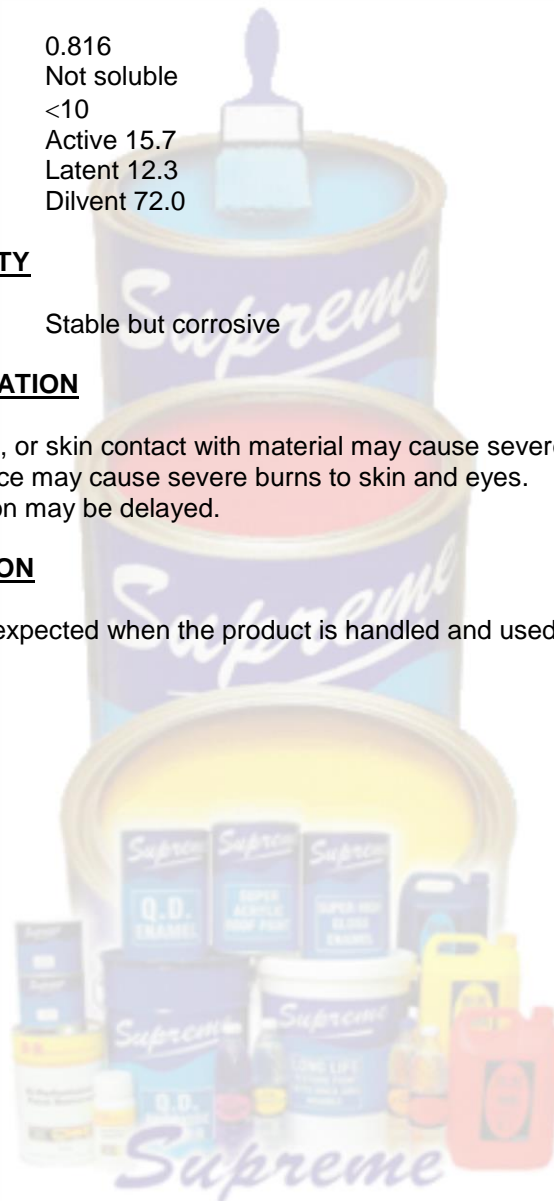 0.816
Not soluble
<10
Active 15.7
Latent 12.3
Dilvent 72.0
TY
Supreme
Stable but corrosive
ATION
, or skin contact with material may cause severe
ce may cause severe burns to skin and eyes.
on may be delayed.
ON
Supreme
expected when the product is handled and used
Supreme
Supreme
Supreme
Q.D.
ENAMEL
SUPER
ACRYLIC
ROOF PAINT
SUPER HIGH
GLOSS
ENAMEL
Supreme
Supreme
LONG LIFE
Q.D.
Supreme